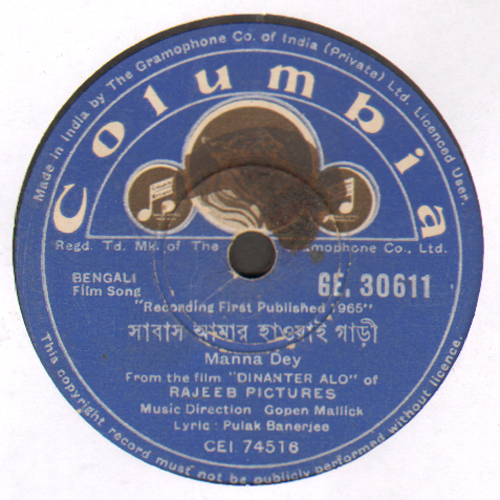 Made in India by The Gramophone Co. of India (Private) Ltd. Licenced User.
Columbia
Regd. Td. Mk. of The Gramophone Co., Ltd.
BENGALI
Film Song
GE. 30611
"Recording First Published 1965"
সাবাস আমার হাওয়াই গাড়ী
Manna Dey
From the film "DINANTER ALO" of
RAJEEB PICTURES
Music Direction Gopen Mallick
Lyric: Pulak Banerjee
CEI. 74516
This copyright record must not be publicly performed without licence.